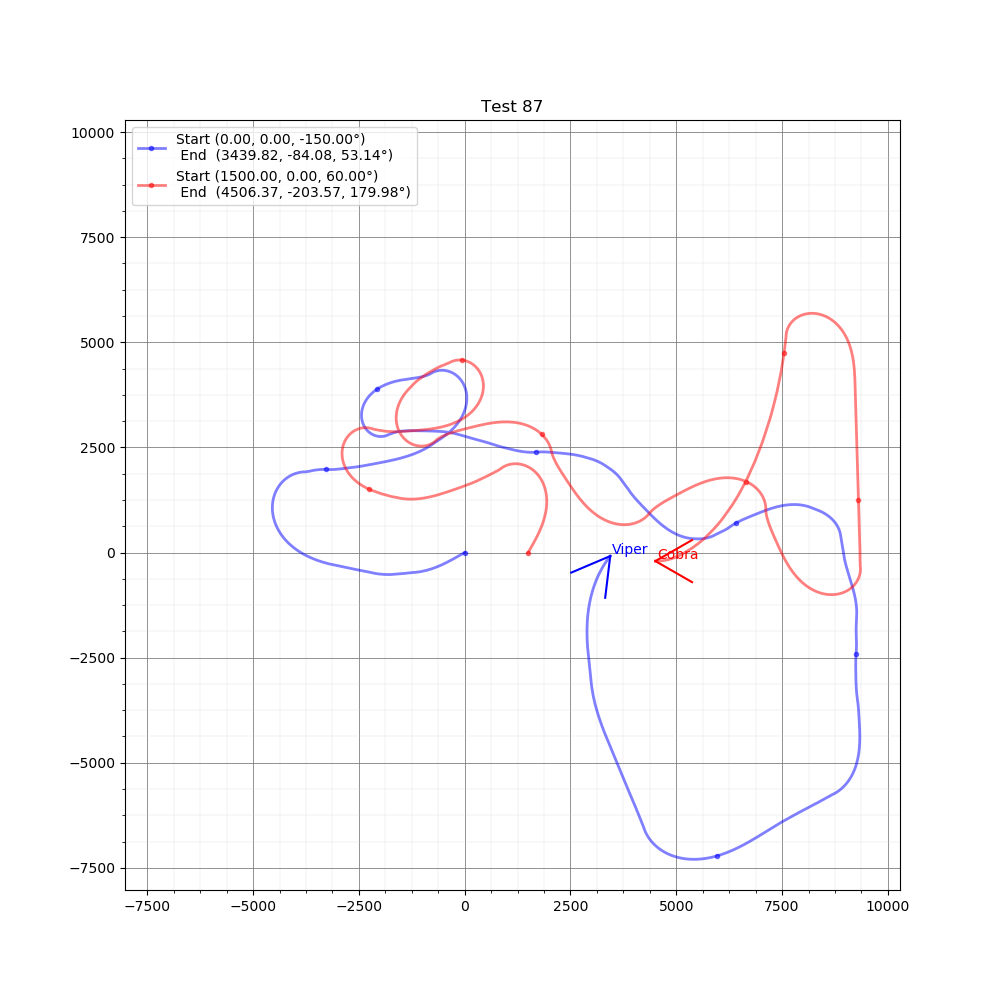 Test 87
Start (0.00, 0.00, -150.00°)
End (3439.82, -84.08, 53.14°)
Start (1500.00, 0.00, 60.00°)
End (4506.37, -203.57, 179.98°)
10000
7500
5000
2500
0
−2500
−5000
−7500
Viper
Cobra
−7500 −5000 −2500 0 2500 5000 7500 10000